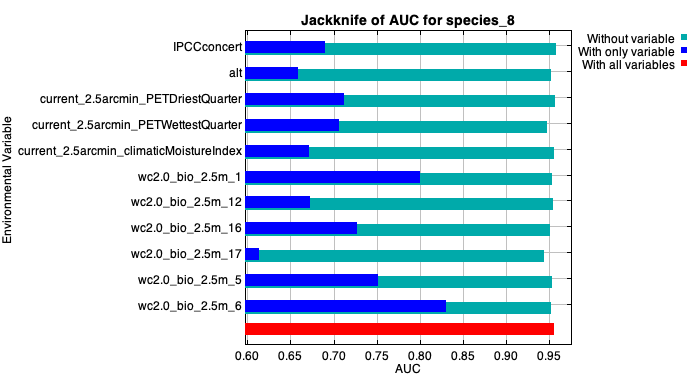 Jackknife of AUC for species_8
Without variable
With only variable
With all variables
Environmental Variable
IPCCconcert
alt
current_2.5arcmin_PETDriestQuarter
current_2.5arcmin_PETWettestQuarter
current_2.5arcmin_climaticMoistureIndex
wc2.0_bio_2.5m_1
wc2.0_bio_2.5m_12
wc2.0_bio_2.5m_16
wc2.0_bio_2.5m_17
wc2.0_bio_2.5m_5
wc2.0_bio_2.5m_6
0.60 0.65 0.70 0.75 0.80 0.85 0.90 0.95
AUC